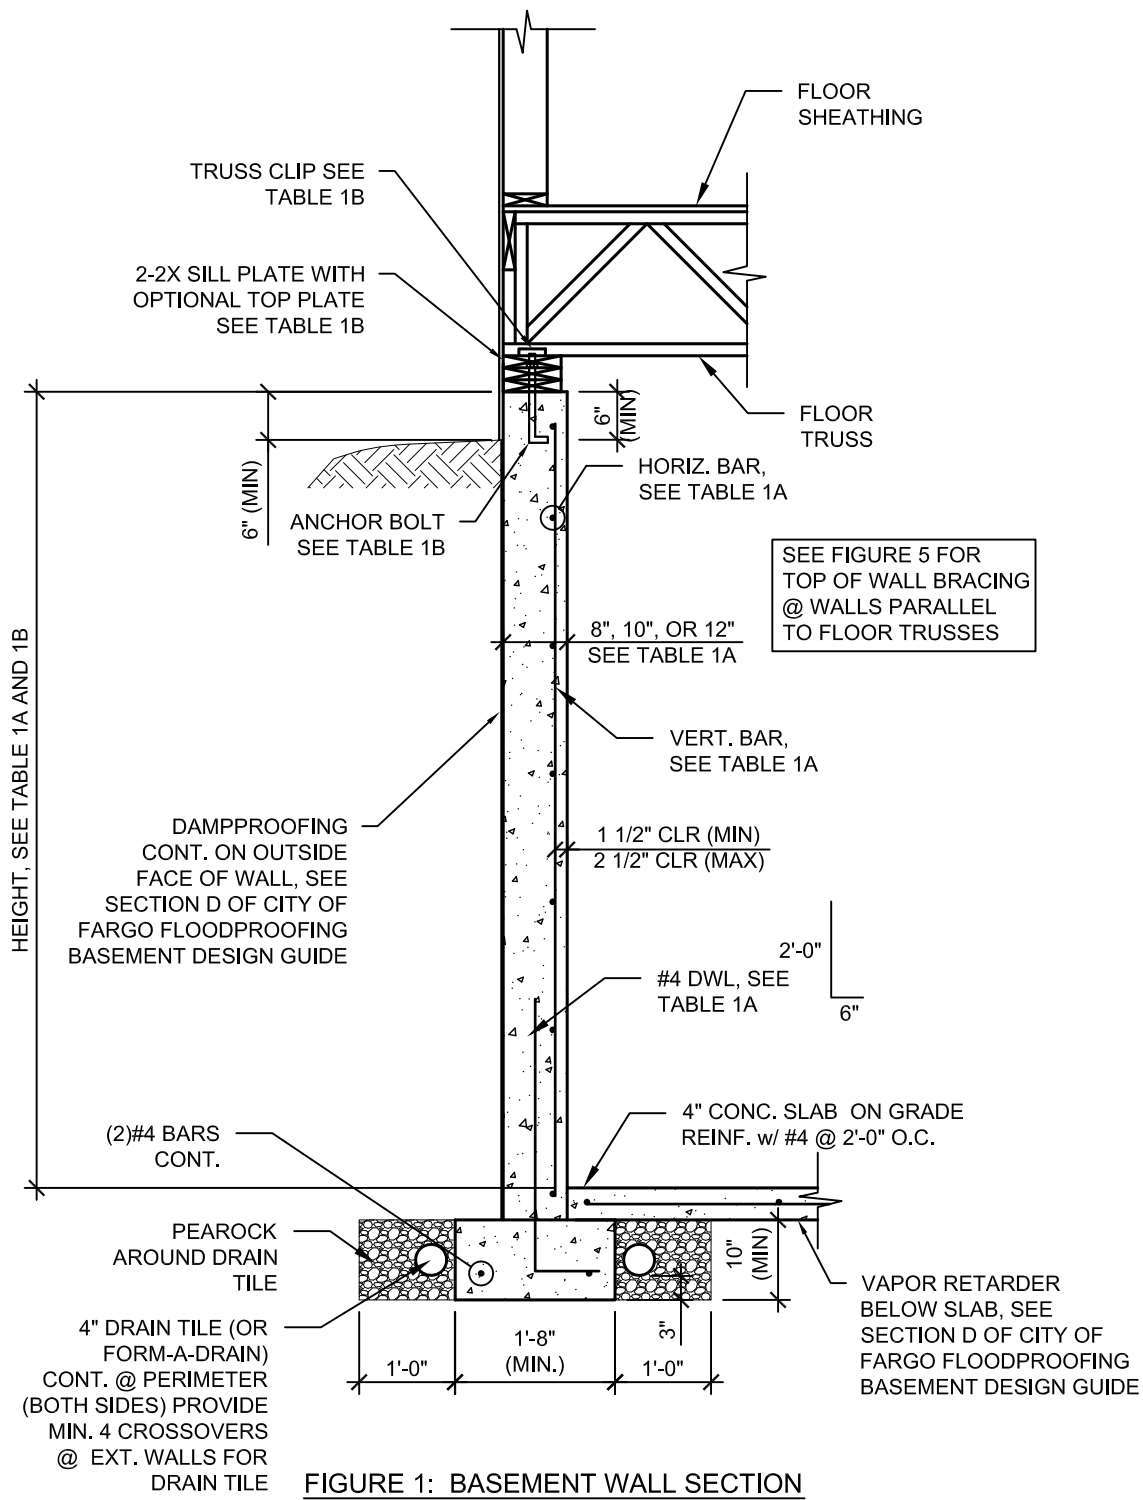 FLOOR
SHEATHING
TRUSS CLIP SEE
TABLE 1B
2-2X SILL PLATE WITH
OPTIONAL TOP PLATE
SEE TABLE 1B
6" (MIN)
6"
(MIN)
FLOOR
TRUSS
HORIZ. BAR,
SEE TABLE 1A
ANCHOR BOLT
SEE TABLE 1B
SEE FIGURE 5 FOR
TOP OF WALL BRACING
@ WALLS PARALLEL
TO FLOOR TRUSSES
8", 10", OR 12"
SEE TABLE 1A
HEIGHT, SEE TABLE 1A AND 1B
VERT. BAR,
SEE TABLE 1A
DAMPPROOFING
CONT. ON OUTSIDE
FACE OF WALL, SEE
SECTION D OF CITY OF
FARGO FLOODPROOFING
BASEMENT DESIGN GUIDE
1 1/2" CLR (MIN)
2 1/2" CLR (MAX)
2'-0"
6"
#4 DWL, SEE
TABLE 1A
4" CONC. SLAB ON GRADE
REINF. w/ #4 @ 2'-0" O.C.
(2)#4 BARS
CONT.
PEAROCK
AROUND DRAIN
TILE
10"
(MIN)
3"
VAPOR RETARDER
BELOW SLAB, SEE
SECTION D OF CITY OF
FARGO FLOODPROOFING
BASEMENT DESIGN GUIDE
4" DRAIN TILE (OR
FORM-A-DRAIN)
CONT. @ PERIMETER
(BOTH SIDES) PROVIDE
MIN. 4 CROSSOVERS
@ EXT. WALLS FOR
DRAIN TILE
1'-0"
1'-8"
(MIN.)
1'-0"
FIGURE 1: BASEMENT WALL SECTION